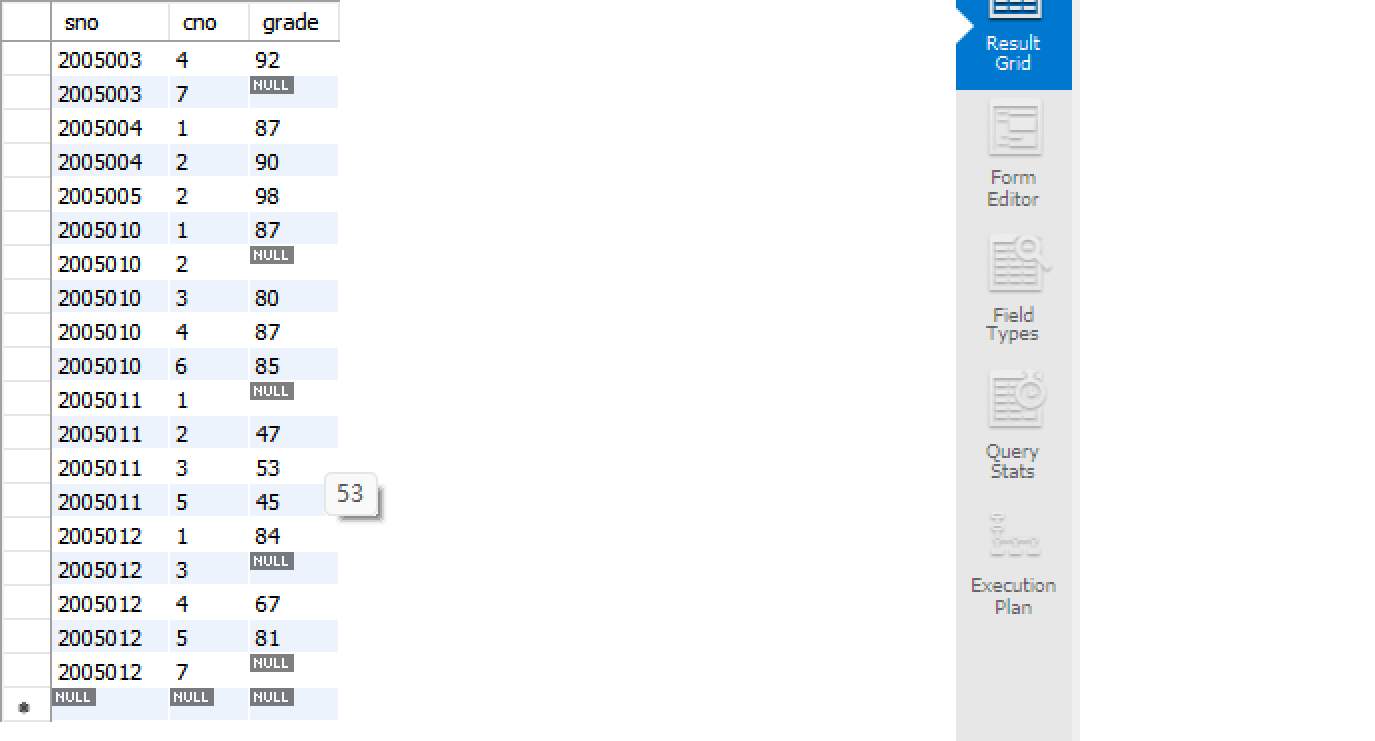 sno cno grade
2005003 4 92
2005003 7 NULL
2005004 1 87
2005004 2 90
2005005 2 98
2005010 1 87
2005010 2 NULL
2005010 3 80
2005010 4 87
2005010 6 85
2005011 1 NULL
2005011 2 47
2005011 3 53
2005011 5 45
53
2005012 1 84
2005012 3 NULL
2005012 4 67
2005012 5 81
2005012 7 NULL
NULL NULL NULL
Result
Grid
Form
Editor
Field
Types
Query
Stats
Execution
Plan